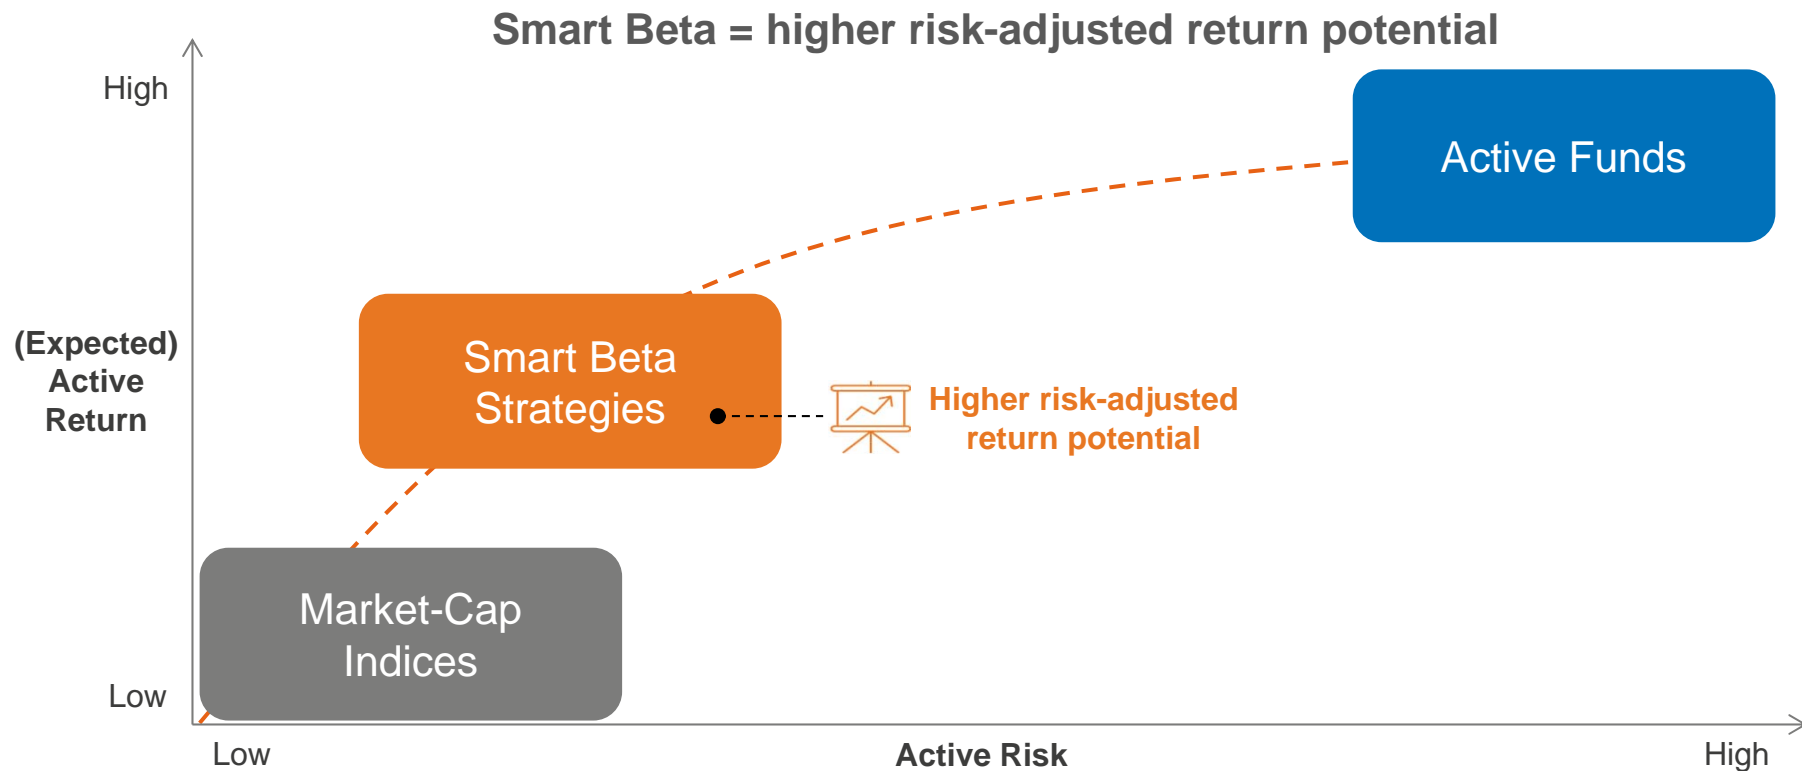 Smart Beta = higher risk-adjusted return potential
High
Active Funds
(Expected)
Active
Return
Smart Beta
Strategies
Higher risk-adjusted
return potential
Market-Cap
Indices
Low
Low
Active Risk
High